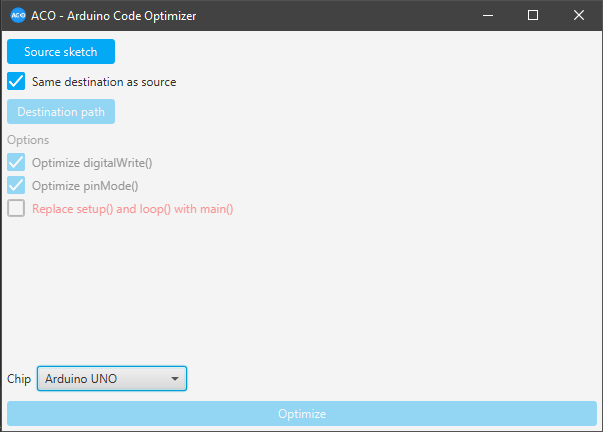 ACO ACO - Arduino Code Optimizer
Source sketch
Same destination as source
Destination path
Options
Optimize digitalWrite()
Optimize pinMode()
Replace setup() and loop() with main()
Chip Arduino UNO
Optimize